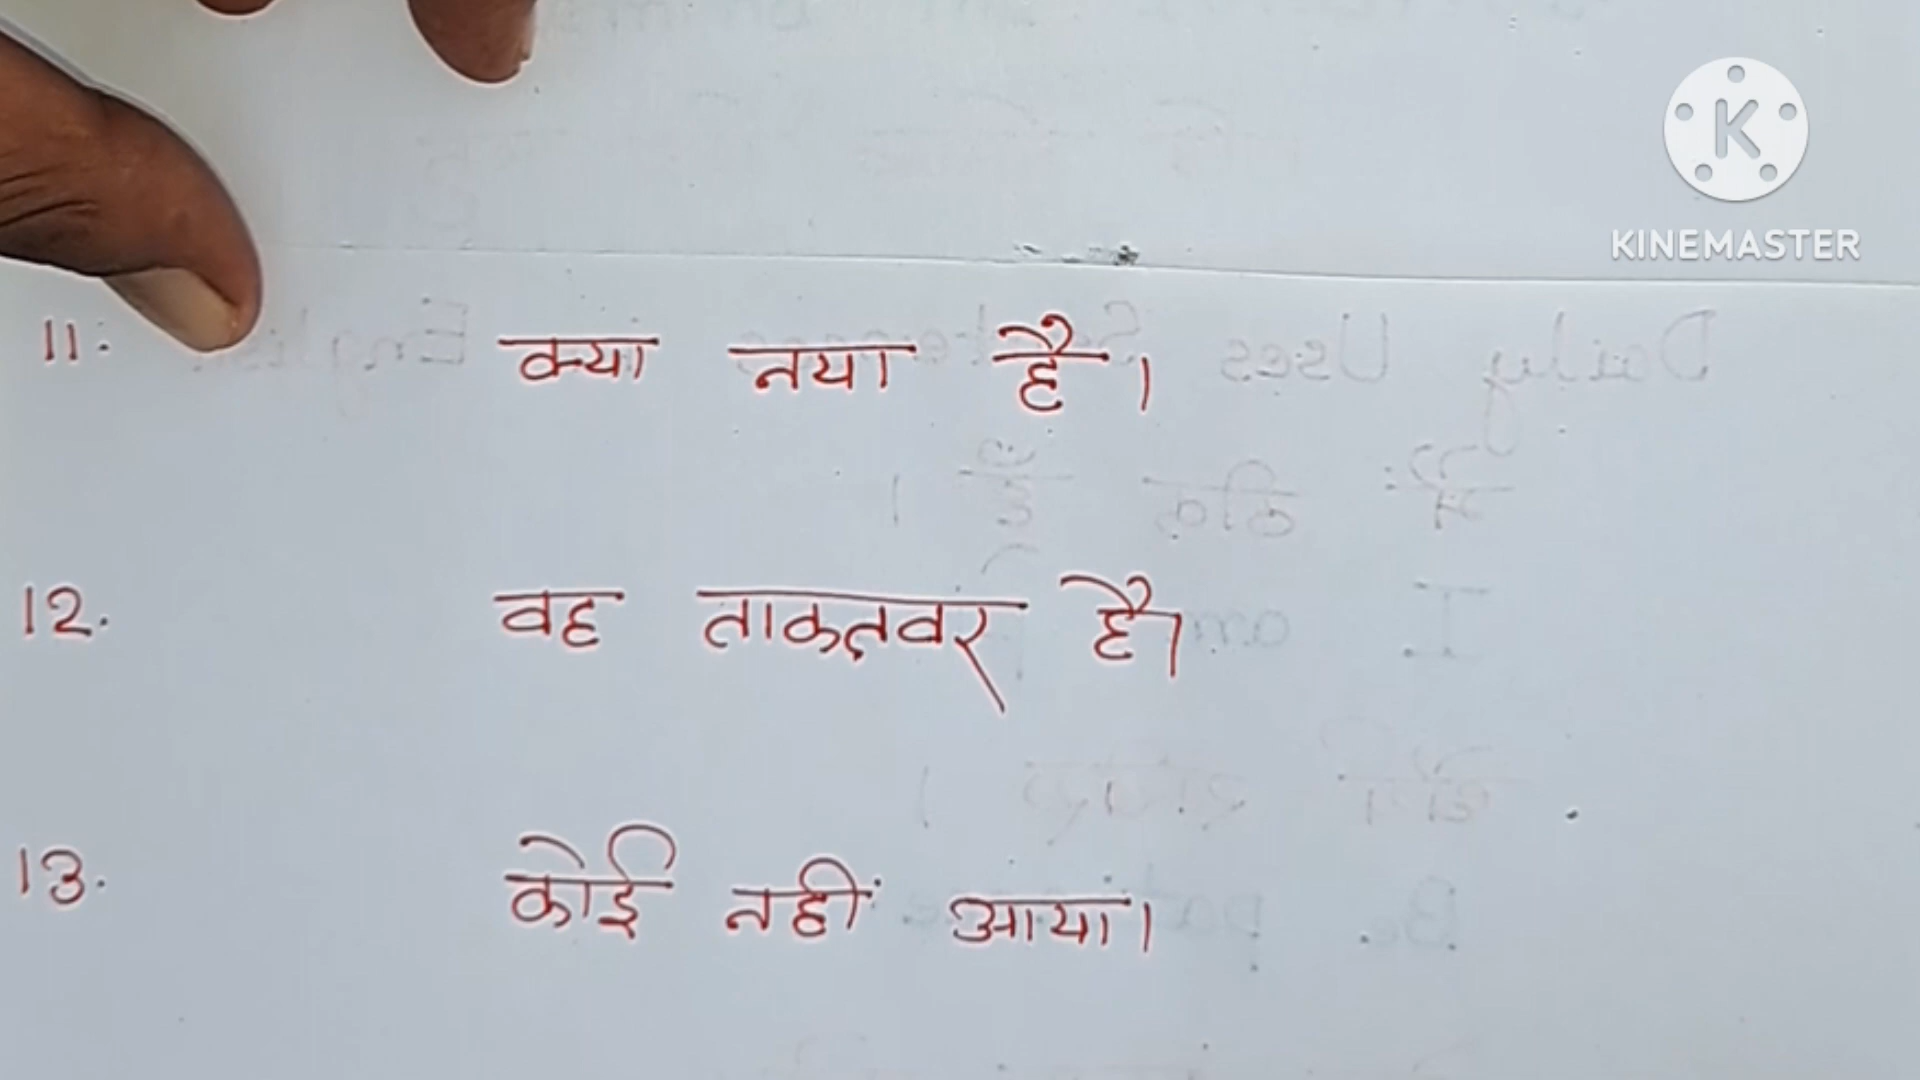 KINEMASTER
11. क्या नया है।
12. वह ताकतवर है।
13. कोई नहीं आया।